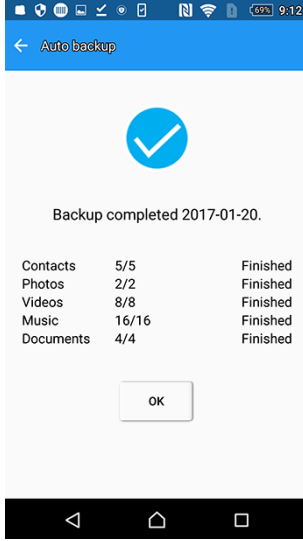 69% 9:12
Auto backup
Backup completed 2017-01-20.
Contacts 5/5 Finished
Photos 2/2 Finished
Videos 8/8 Finished
Music 16/16 Finished
Documents 4/4 Finished
OK